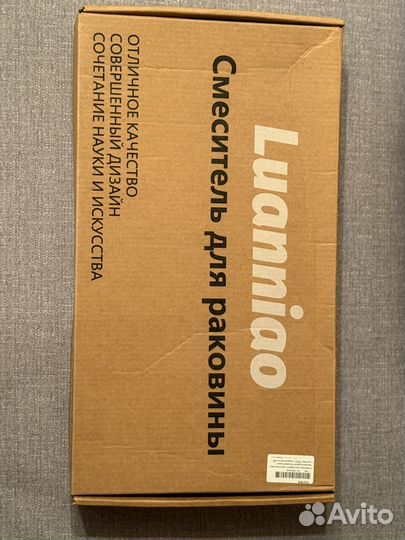 Luanniao
Смеситель для раковины
ОТЛИЧНОЕ КАЧЕСТВО
СОВЕРШЕННЫЙ ДИЗАЙН
СОЧЕТАНИЕ НАУКИ И ИСКУССТВА
Avito